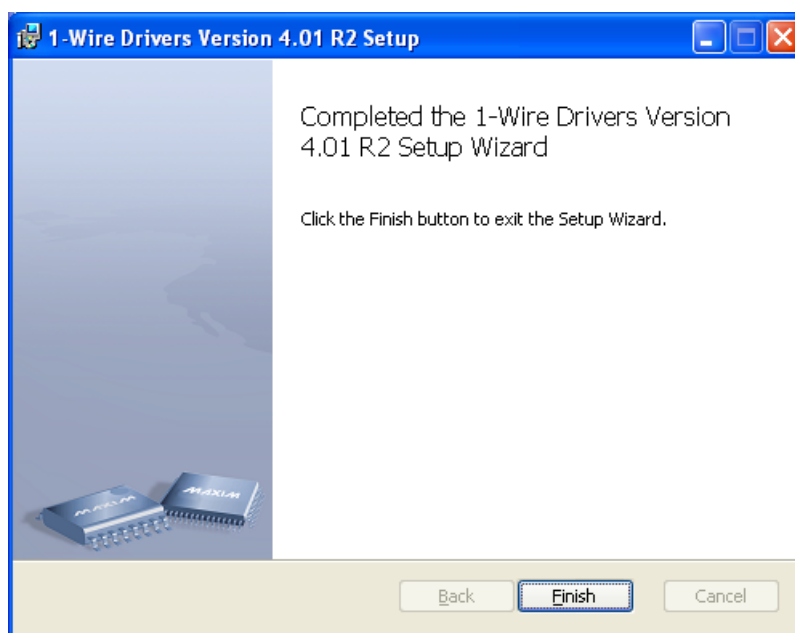 1-Wire Drivers Version 4.01 R2 Setup
Completed the 1-Wire Drivers Version
4.01 R2 Setup Wizard
Click the Finish button to exit the Setup Wizard.
MAXIM
MAXIM
Back
Finish
Cancel